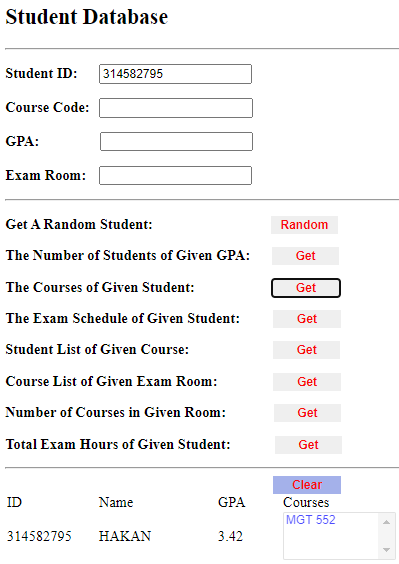 Student Database
Student ID: 314582795
Course Code:
GPA:
Exam Room:
Get A Random Student: Random
The Number of Students of Given GPA: Get
The Courses of Given Student: Get
The Exam Schedule of Given Student: Get
Student List of Given Course: Get
Course List of Given Exam Room: Get
Number of Courses in Given Room: Get
Total Exam Hours of Given Student: Get
Clear
ID Name GPA Courses
MGT 552
314582795 HAKAN 3.42